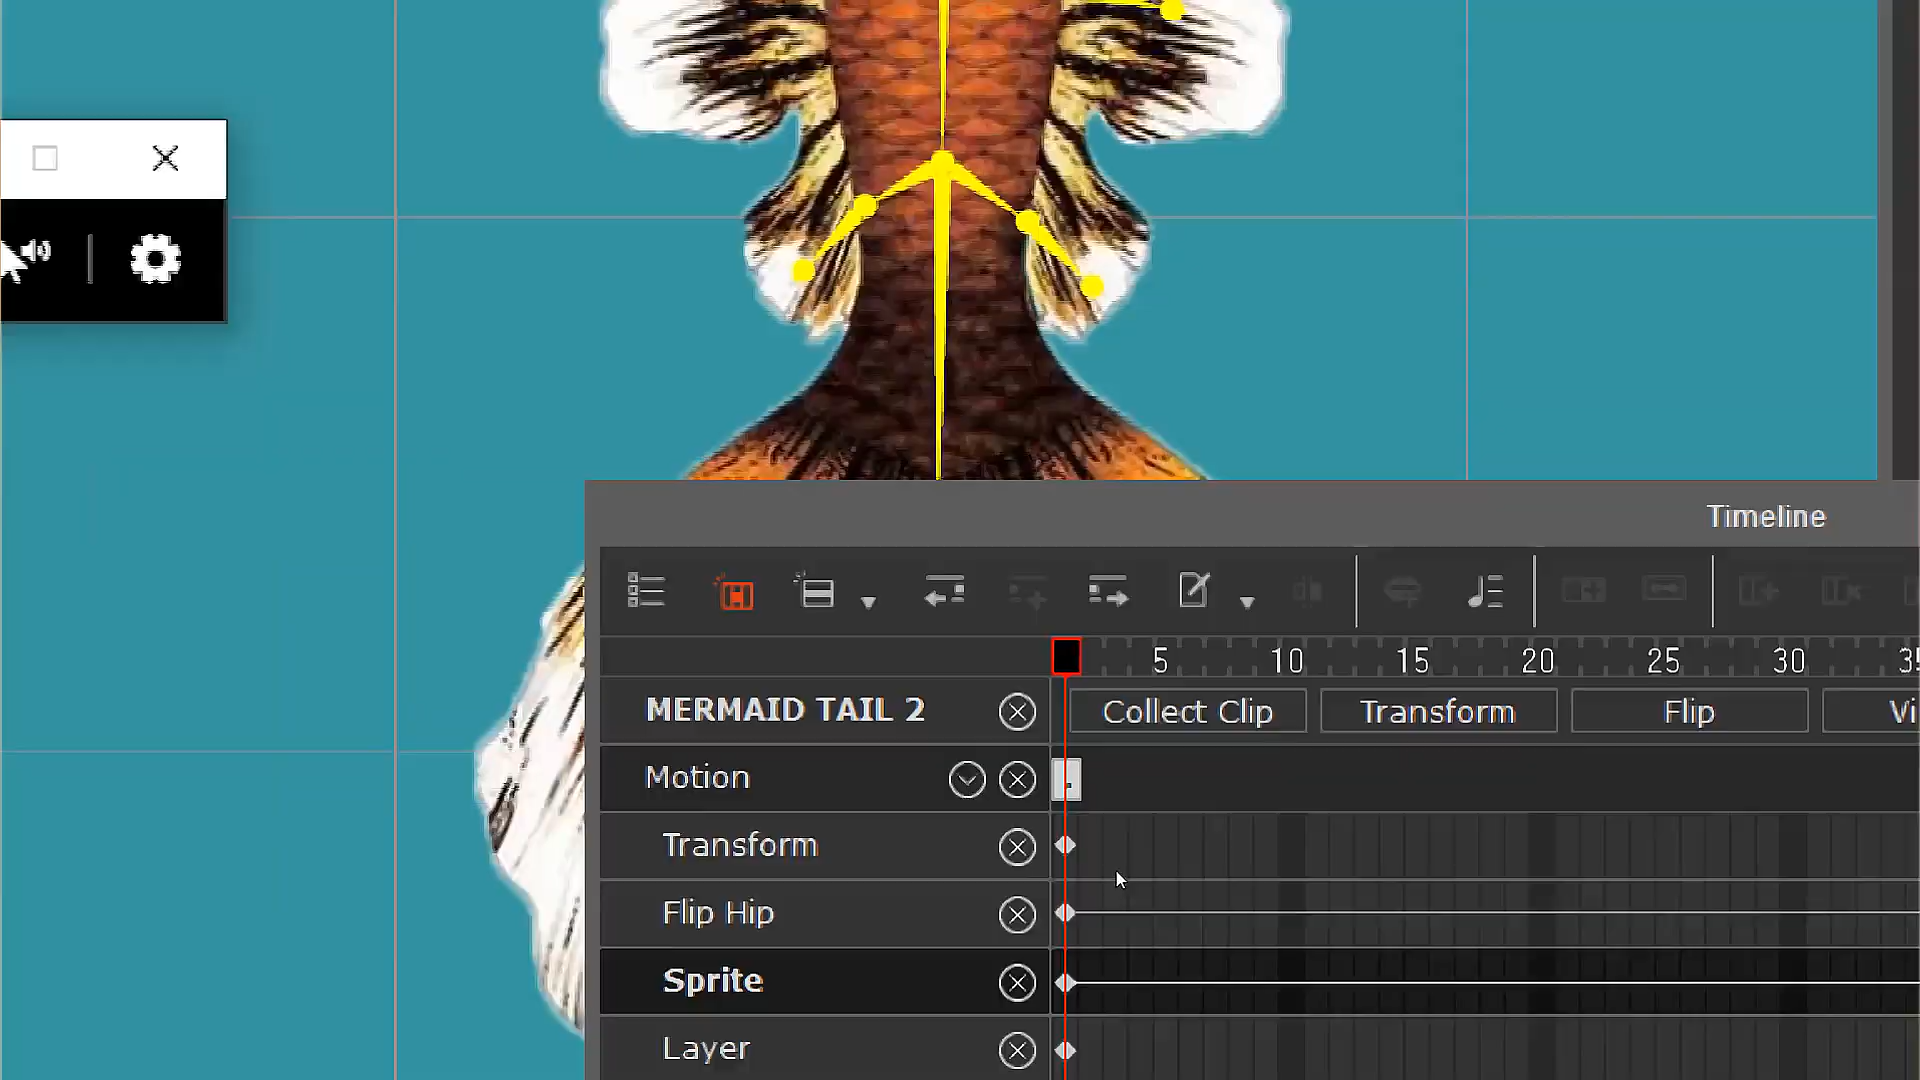 Timeline
5 10 15 20 25 30
MERMAID TAIL 2 Collect Clip Transform Flip
Motion
Transform
Flip Hip
Sprite
Layer